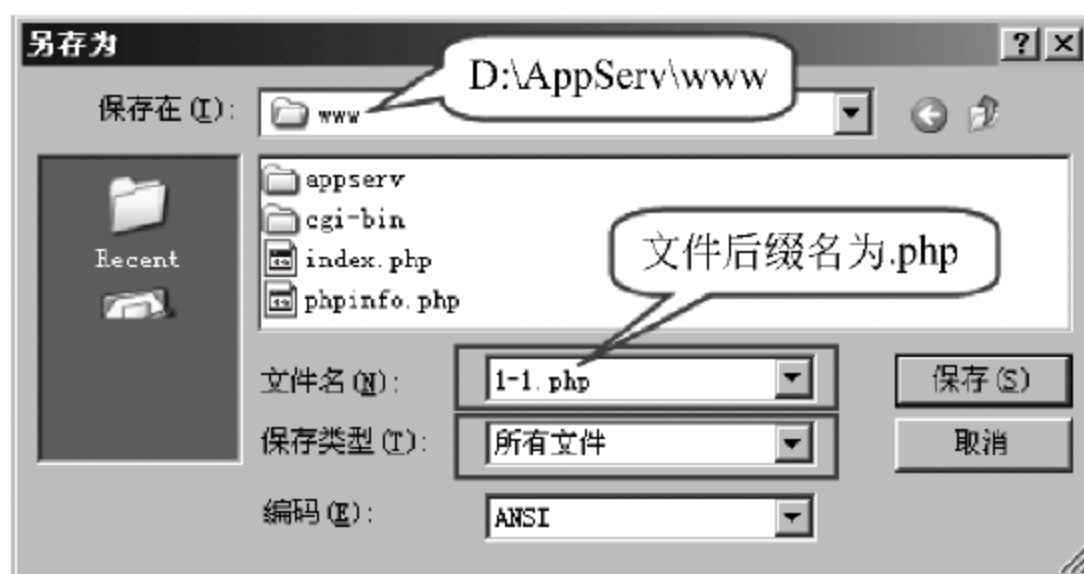 另存为
D:\AppServ\www
保存在(I):
www
appserv
cgi-bin
index.php
phpinfo.php
Recent
文件后缀名为.php
文件名(N):
1-1.php
保存(S)
保存类型(T):
所有文件
取消
编码(E):
ANSI